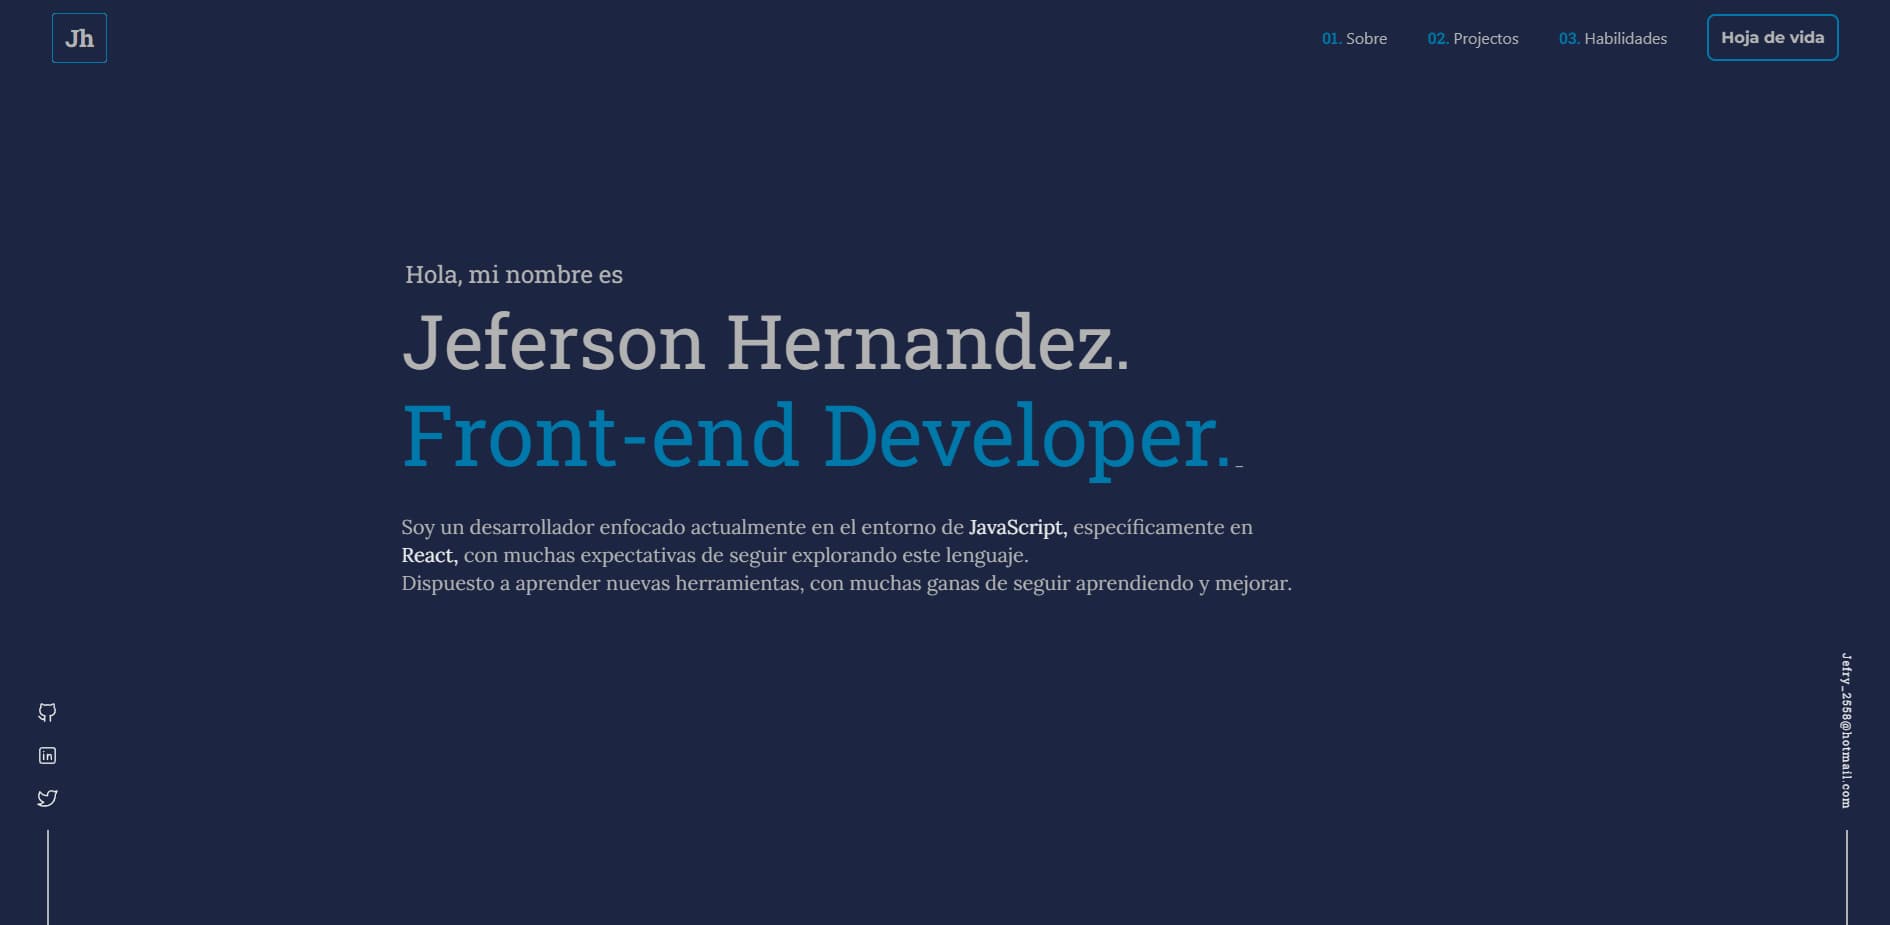 Jh
01. Sobre
02. Projectos
03. Habilidades
Hoja de vida
Hola, mi nombre es
Jeferson Hernandez.
Front-end Developer._
Soy un desarrollador enfocado actualmente en el entorno de JavaScript, específicamente en
React, con muchas expectativas de seguir explorando este lenguaje.
Dispuesto a aprender nuevas herramientas, con muchas ganas de seguir aprendiendo y mejorar.
in
Jefry_2558@hotmail.com